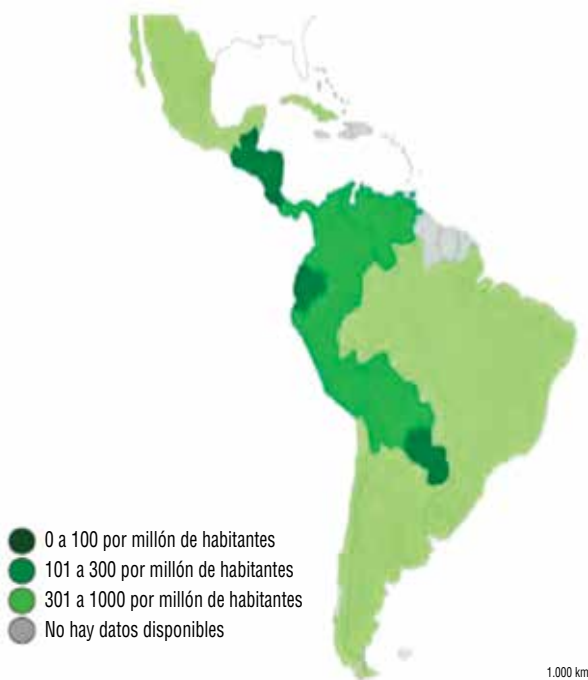 0 a 100 por millón de habitantes
101 a 300 por millón de habitantes
301 a 1000 por millón de habitantes
No hay datos disponibles
1.000 km